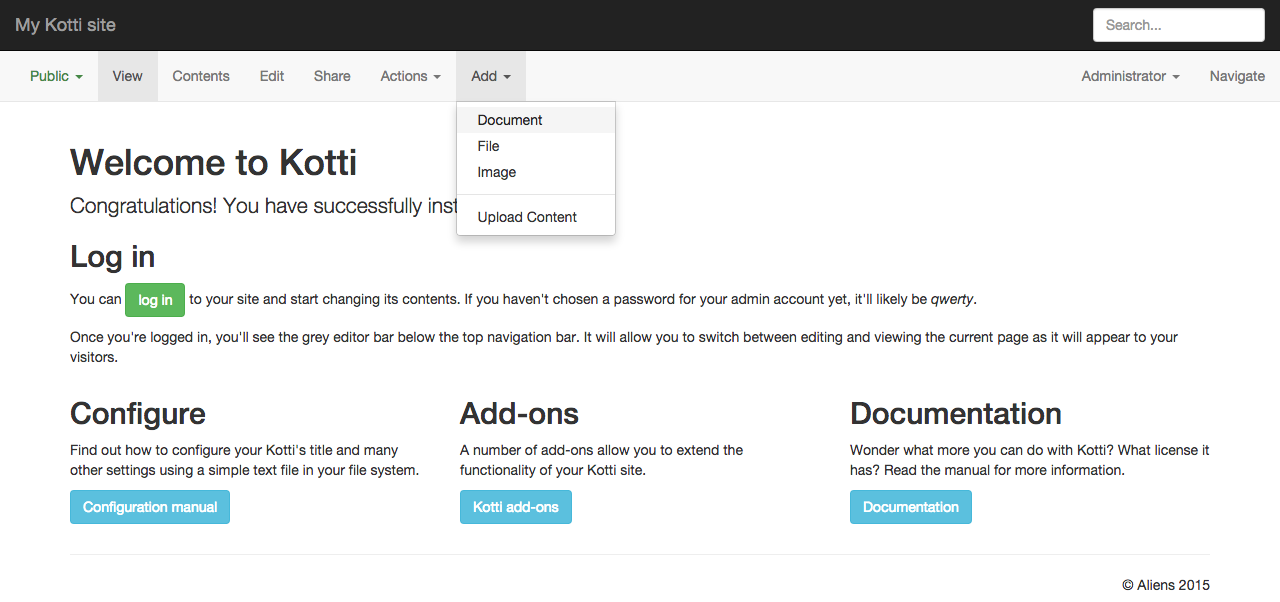 My Kotti site
Search...
Public
View
Contents
Edit
Share
Actions
Add
Administrator
Navigate
Document
File
Image
Upload Content
Welcome to Kotti
Congratulations! You have successfully
Log in
You can log in to your site and start changing its contents. If you haven't chosen a password for your admin account yet, it'll likely be qwerty.
Once you're logged in, you'll see the grey editor bar below the top navigation bar. It will allow you to switch between editing and viewing the current page as it will appear to your
visitors.
Configure
Find out how to configure your Kotti's title and many
other settings using a simple text file in your file system.
Configuration manual
Add-ons
A number of add-ons allow you to extend the
functionality of your Kotti site.
Kotti add-ons
Documentation
Wonder what more you can do with Kotti? What license it
has? Read the manual for more information.
Documentation
© Aliens 2015